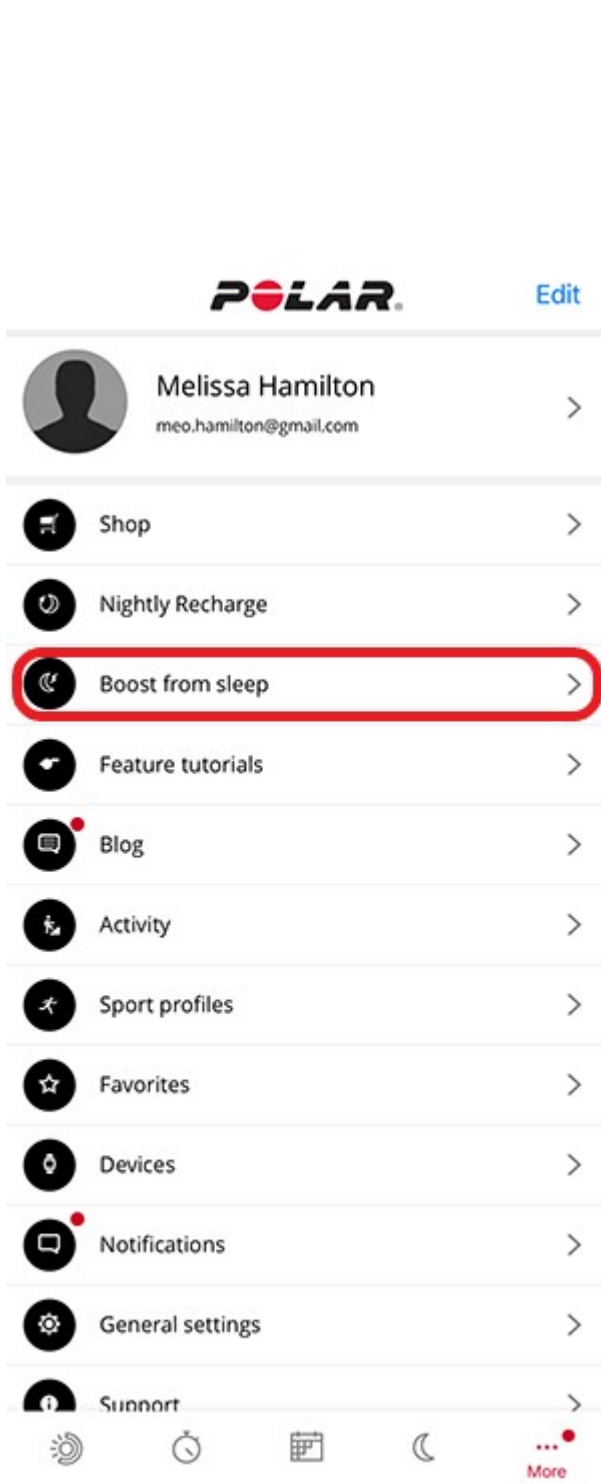 POLAR
Edit
Melissa Hamilton
meo.hamilton@gmail.com
Shop
Nightly Recharge
Boost from sleep
Feature tutorials
Blog
Activity
Sport profiles
Favorites
Devices
Notifications
General settings
Support
More